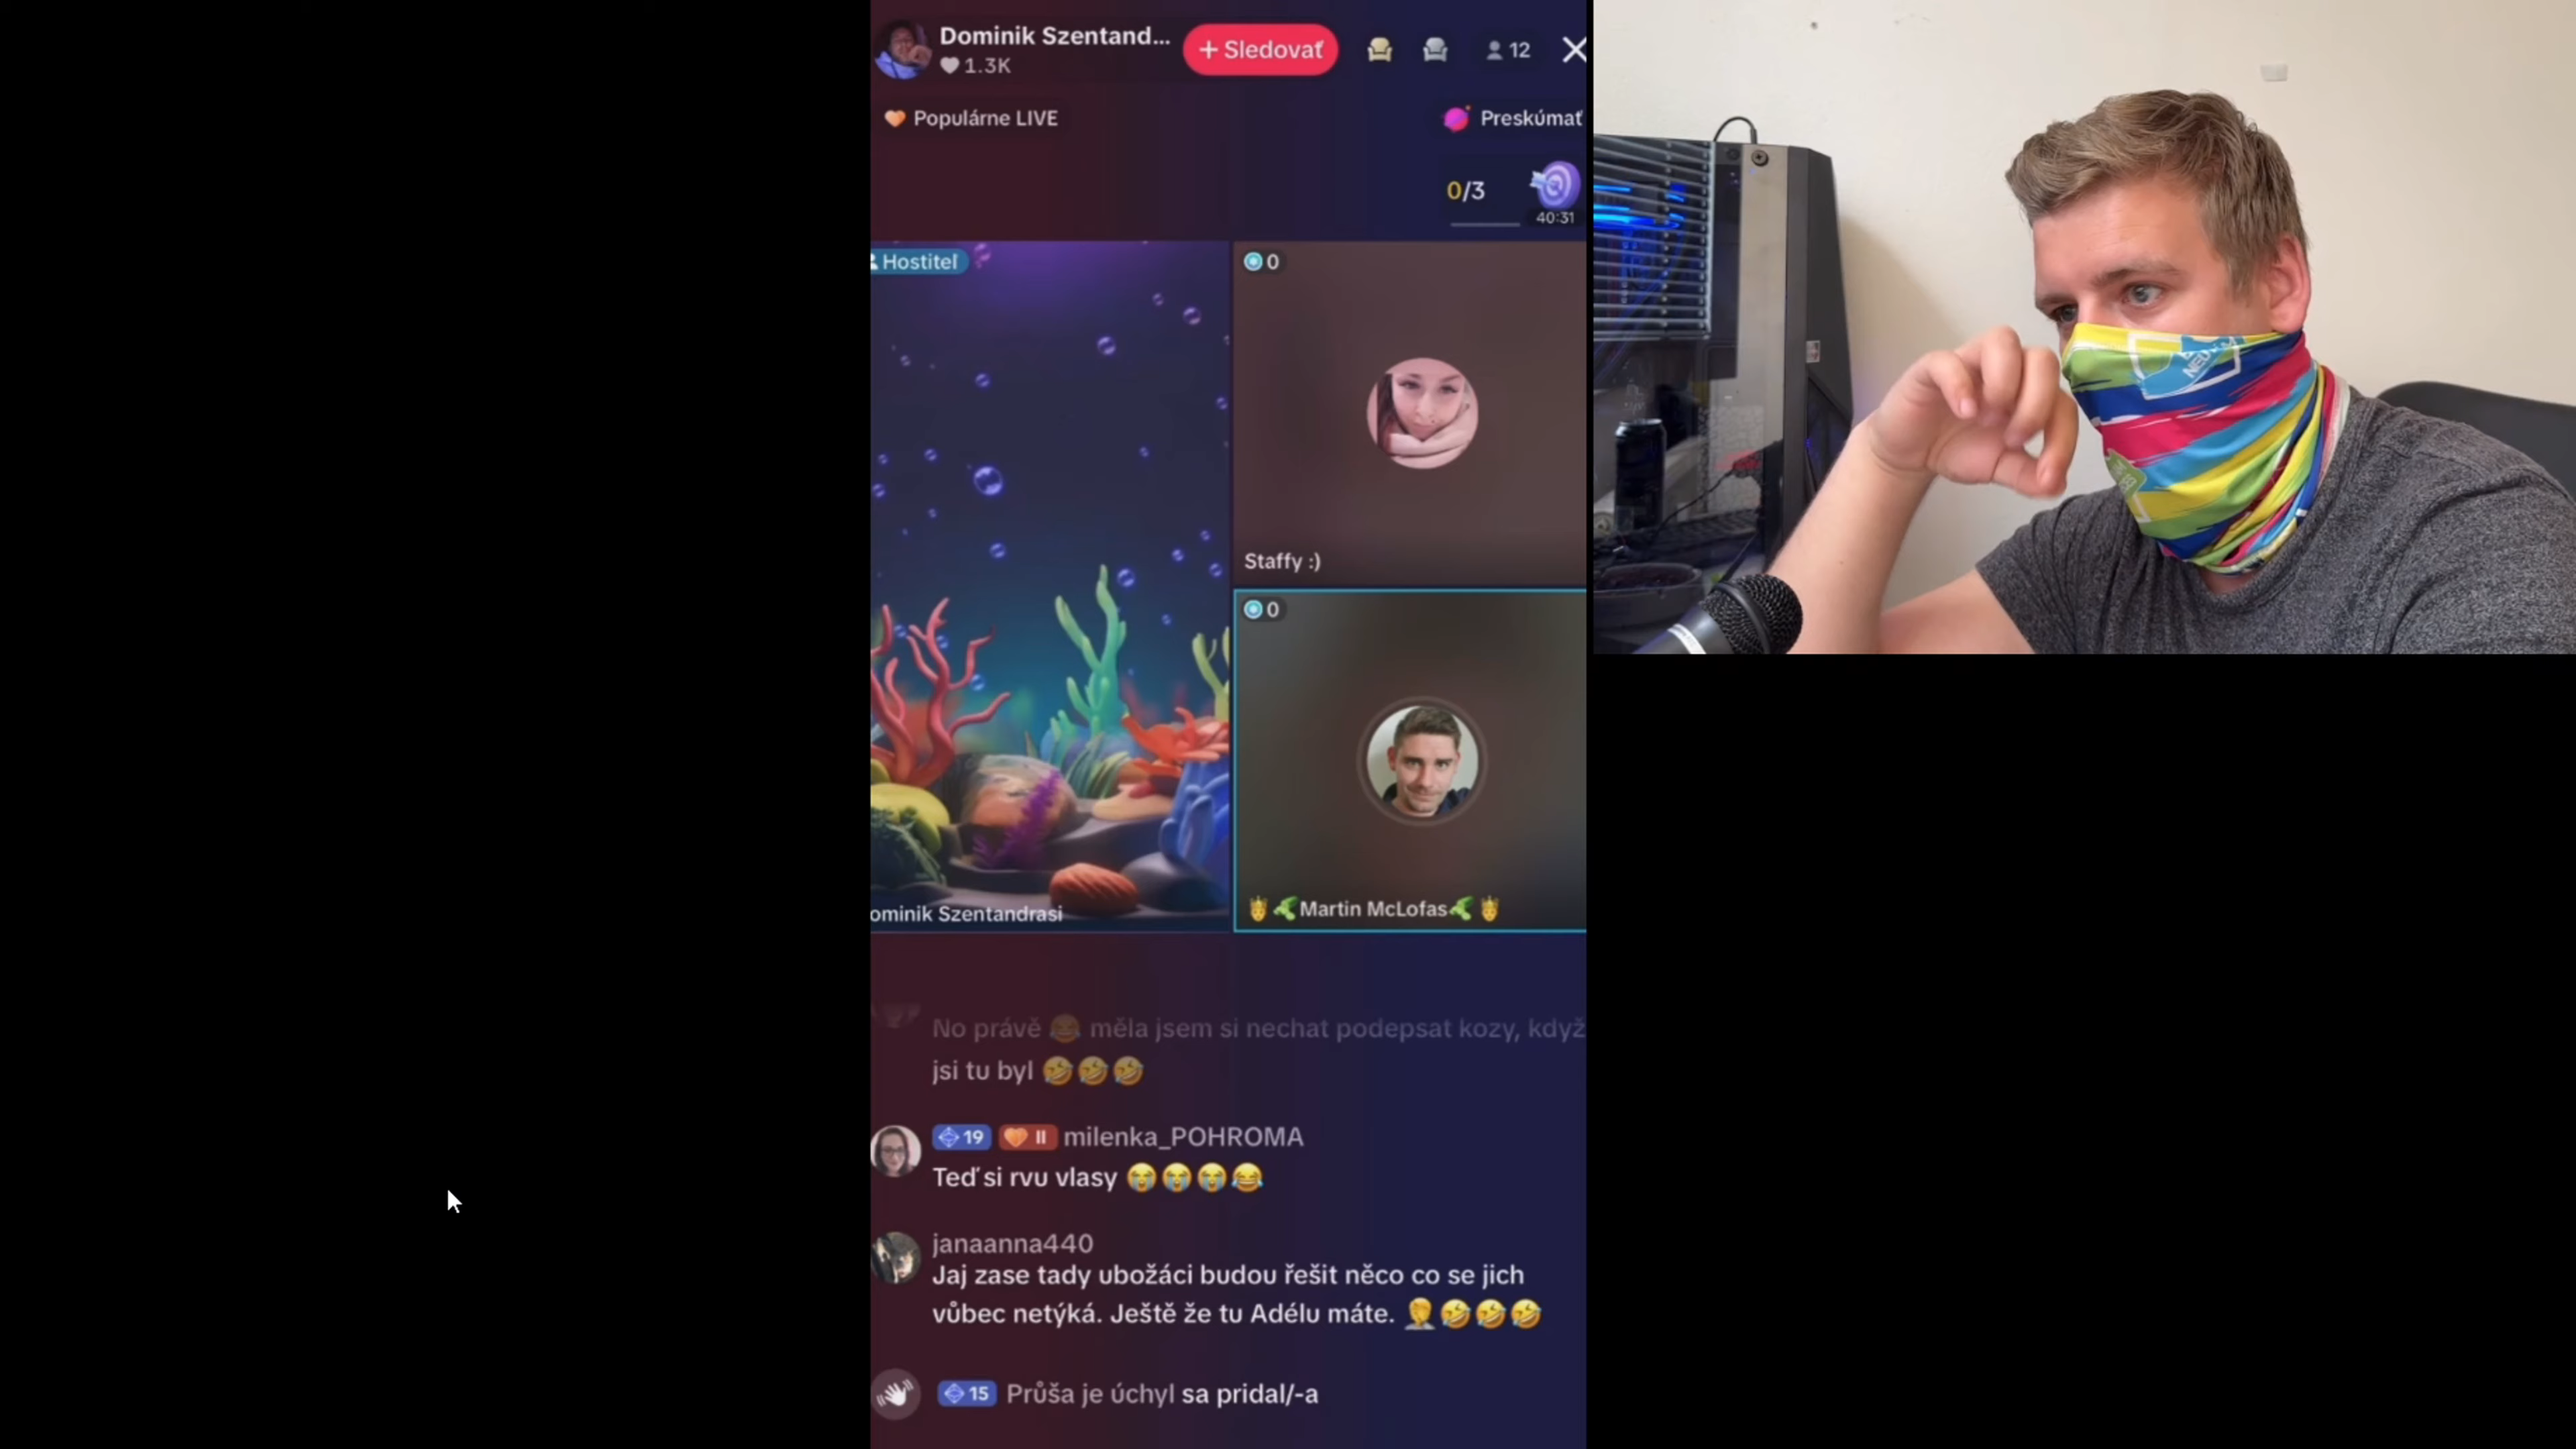 Dominik Szentand...
+ Sledovať
12
1.3K
Populárne LIVE
Preskúmať
0/3
40:31
Hostiteľ
0
Staffy :)
0
ominik Szentandrasi
Martin McLofas
No právě 😂 měla jsem si nechat podepsat kozy, když
jsi tu byl 🤣🤣🤣
19 II milenka_POHROMA
Teď si rvu vlasy 😭😭😭😂
janaanna440
Jaj zase tady ubožáci budou řešit něco co se jich
vůbec netýká. Ještě že tu Adélu máte. 🤦🤣🤣🤣
15 Průša je úchyl sa pridal/-a